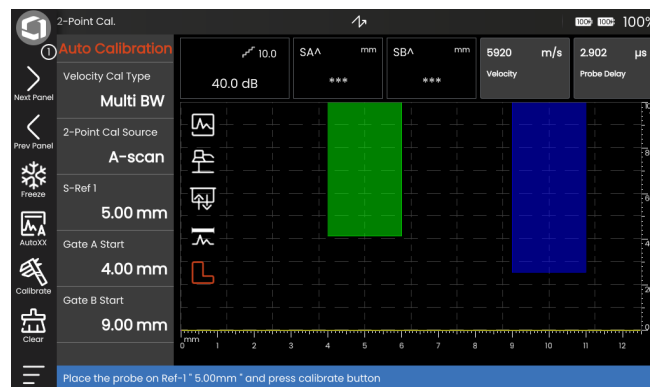 2-Point Cal.
100% 100% 100%
1
Auto Calibration
10.0
40.0 dB
SA^ mm
***
SB^ mm
***
5920 m/s
Velocity
2.902 µs
Probe Delay
Next Panel
Velocity Cal Type
Multi BW
Prev Panel
2-Point Cal Source
A-scan
Freeze
S-Ref 1
5.00 mm
AutoXX
Gate A Start
4.00 mm
Calibrate
Gate B Start
9.00 mm
Clear
mm
0 1 2 3 4 5 6 7 8 9 10 11 12
Place the probe on Ref-1 " 5.00mm " and press calibrate button